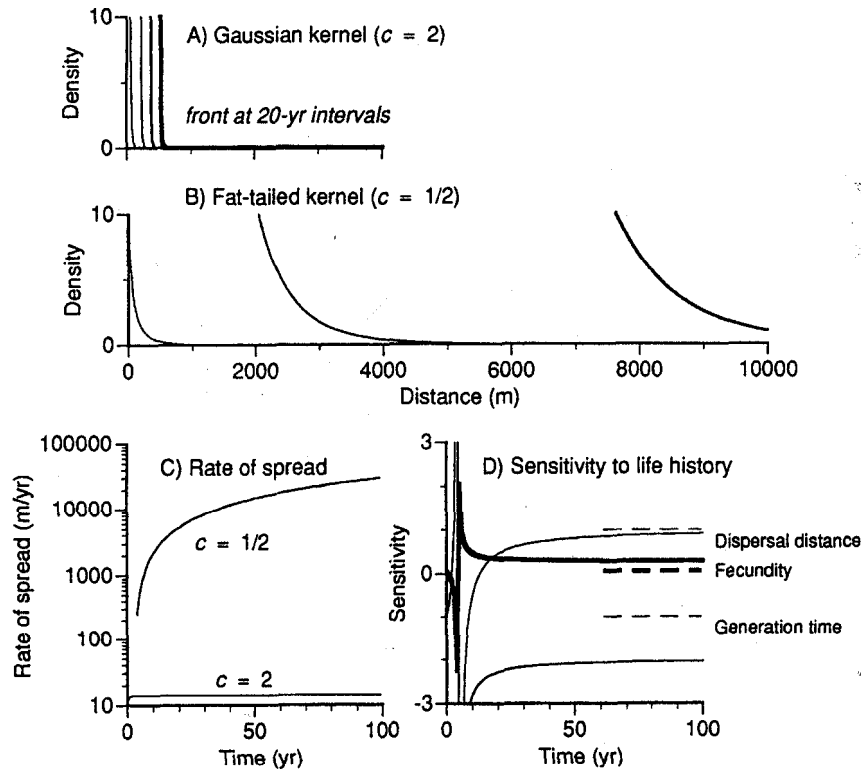 A) Gaussian kernel (c = 2)
front at 20-yr intervals
Density
10
0
B) Fat-tailed kernel (c = 1/2)
Density
10
0
0 2000 4000 6000 8000 10000
Distance (m)
C) Rate of spread
c = 1/2
c = 2
Rate of spread (m/yr)
100000
10000
1000
100
10
0 50 100
Time (yr)
D) Sensitivity to life history
Dispersal distance
Fecundity
Generation time
Sensitivity
3
0
-3
0 50 100
Time (yr)